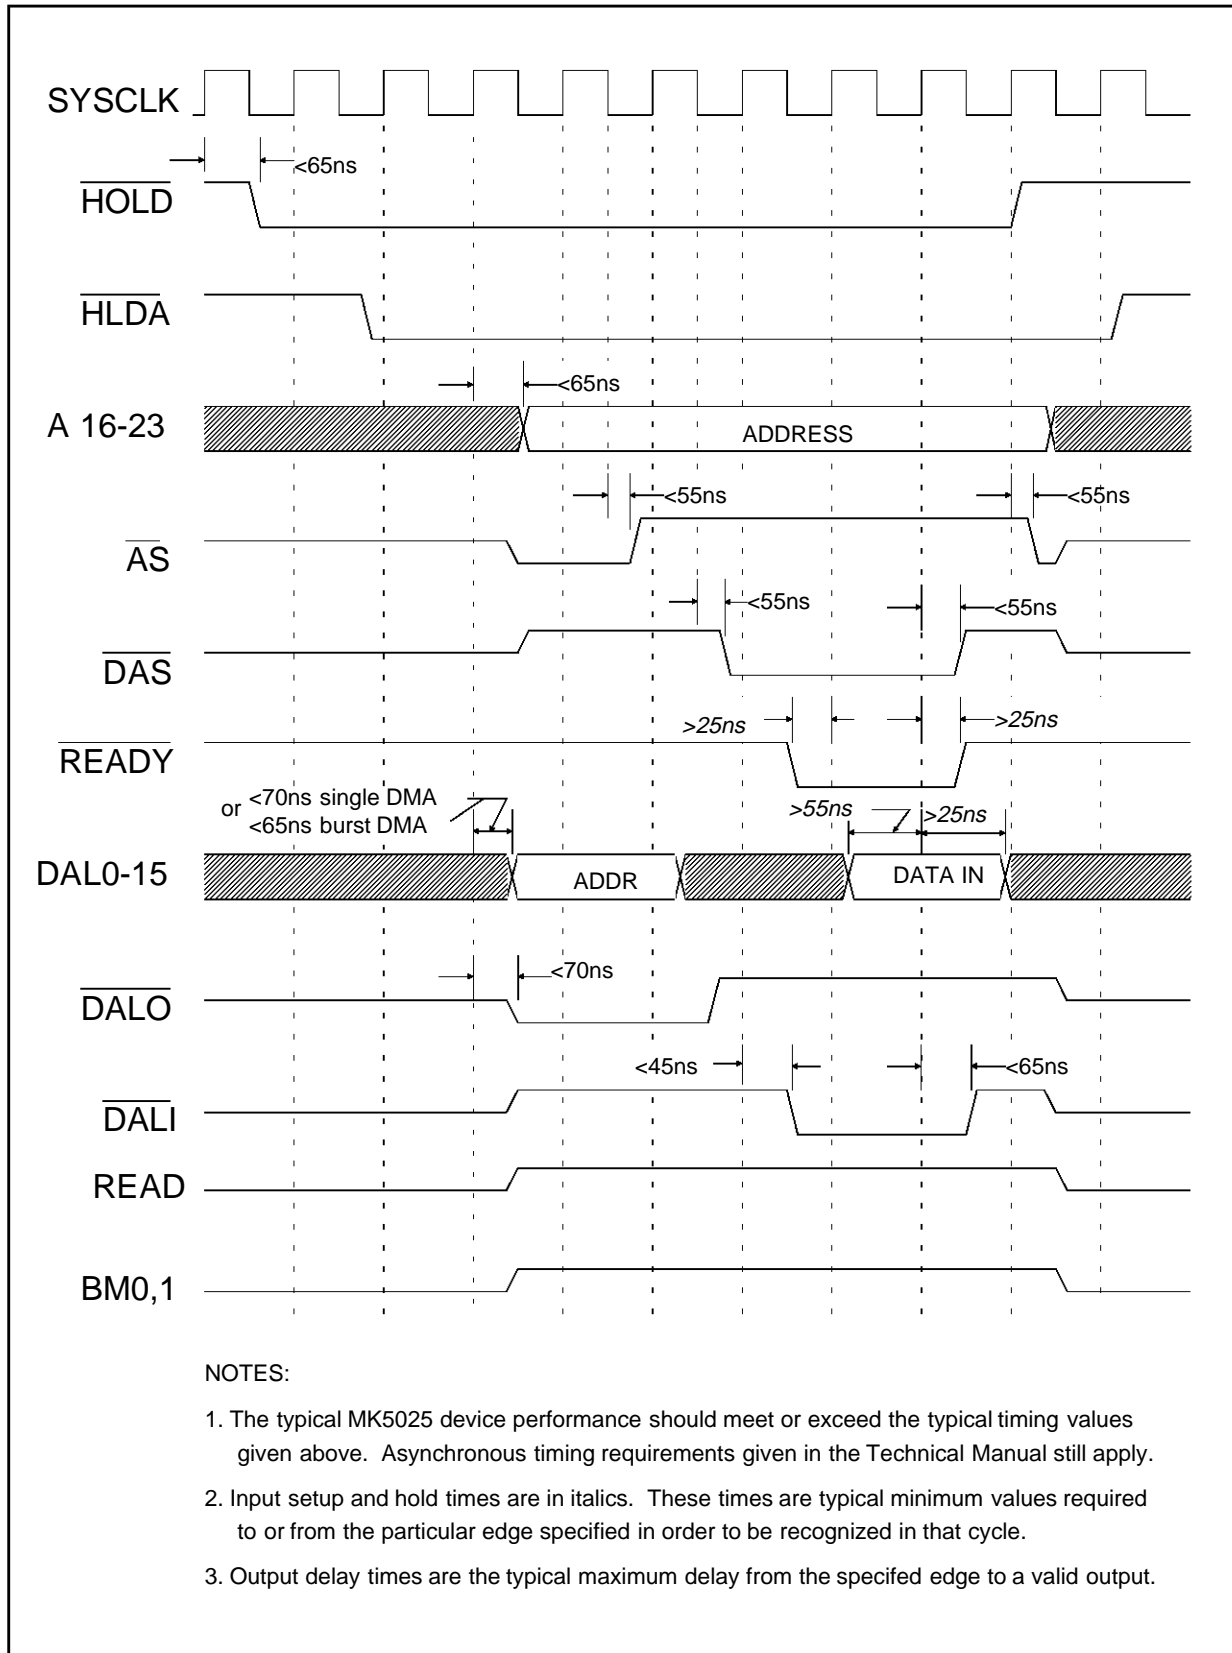 SYSCLK
<65ns
HOLD
HLDA
<65ns
A 16-23
ADDRESS
<55ns
<55ns
AS
<55ns
<55ns
DAS
>25ns
>25ns
READY
or <70ns single DMA
<65ns burst DMA
>55ns
>25ns
DAL0-15
ADDR
DATA IN
<70ns
DALO
<45ns
<65ns
DALI
READ
BM0,1
NOTES:
1. The typical MK5025 device performance should meet or exceed the typical timing values
given above. Asynchronous timing requirements given in the Technical Manual still apply.
2. Input setup and hold times are in italics. These times are typical minimum values required
to or from the particular edge specified in order to be recognized in that cycle.
3. Output delay times are the typical maximum delay from the specifed edge to a valid output.